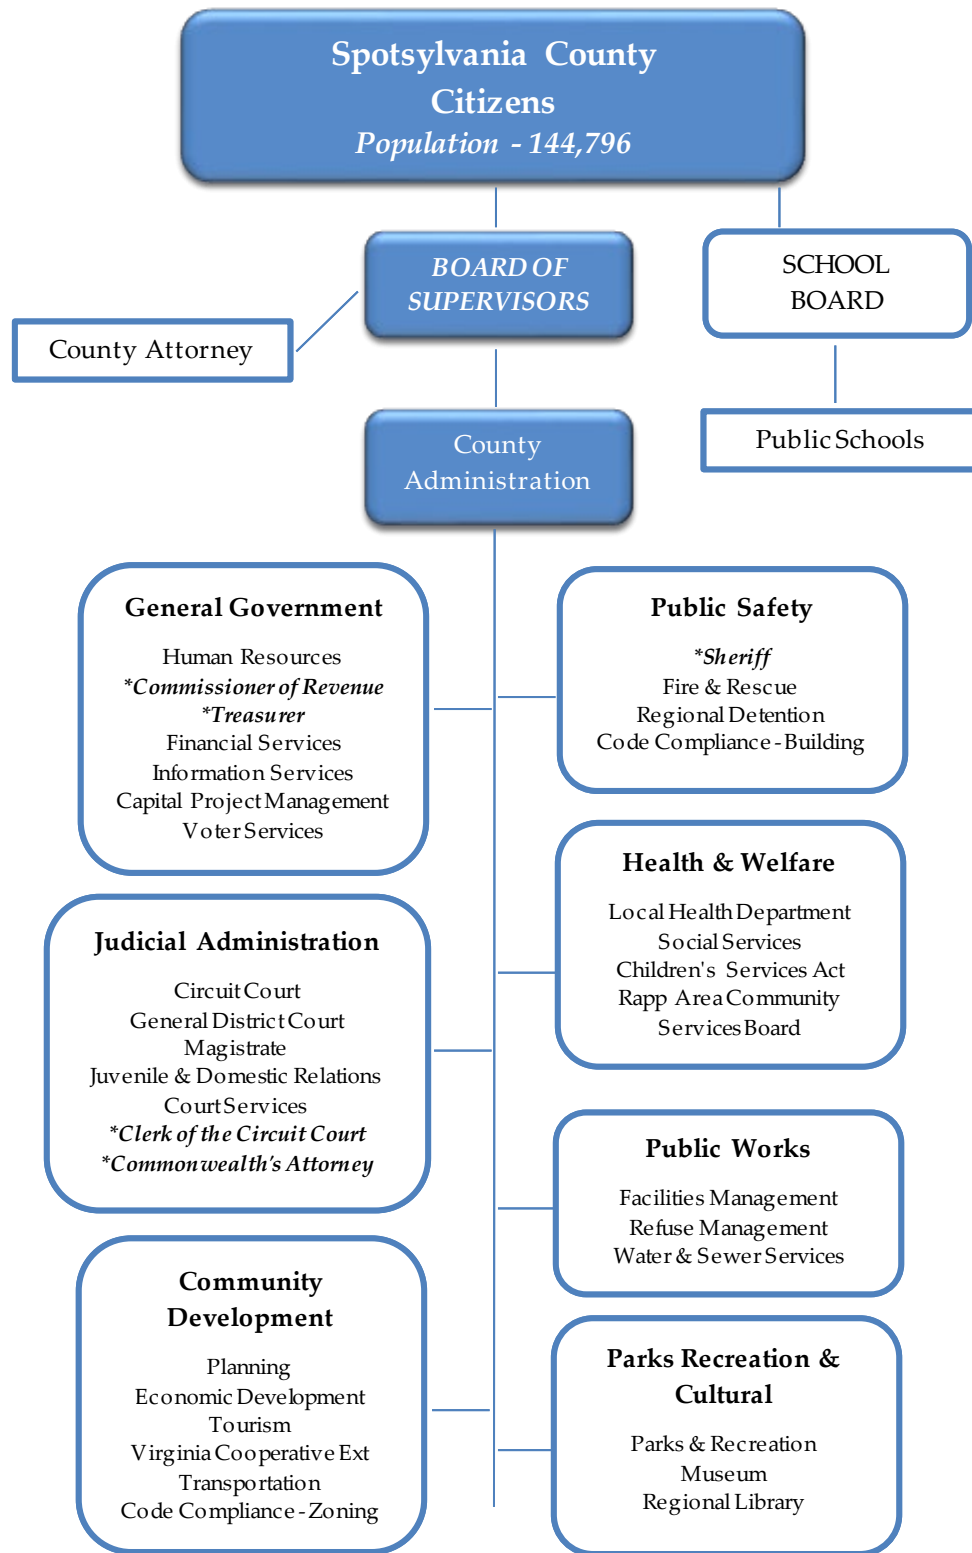 Spotsylvania County
Citizens
Population - 144,796
BOARD OF
SUPERVISORS
SCHOOL
BOARD
County Attorney
County
Administration
Public Schools
General Government
Human Resources
*Commissioner of Revenue
*Treasurer
Financial Services
Information Services
Capital Project Management
Voter Services
Public Safety
*Sheriff
Fire & Rescue
Regional Detention
Code Compliance - Building
Health & Welfare
Local Health Department
Social Services
Children's Services Act
Rapp Area Community
Services Board
Judicial Administration
Circuit Court
General District Court
Magistrate
Juvenile & Domestic Relations
Court Services
*Clerk of the Circuit Court
*Commonwealth's Attorney
Public Works
Facilities Management
Refuse Management
Water & Sewer Services
Community
Development
Planning
Economic Development
Tourism
Virginia Cooperative Ext
Transportation
Code Compliance - Zoning
Parks Recreation &
Cultural
Parks & Recreation
Museum
Regional Library